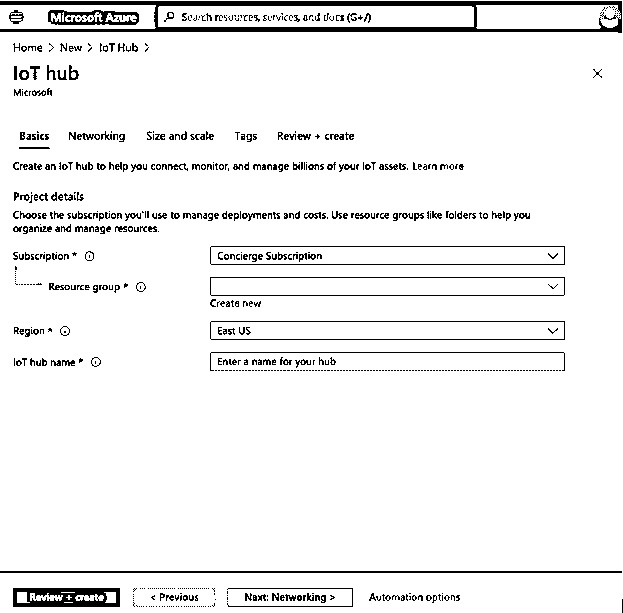 Microsoft Azure Search resources, services, and docs (G+/)
Home > New > IoT Hub >
IoT hub
Microsoft
Basics Networking Size and scale Tags Review + create
Create an IoT hub to help you connect, monitor, and manage billions of your IoT assets. Learn more
Project details
Choose the subscription you'll use to manage deployments and costs. Use resource groups like folders to help you
organize and manage resources.
Subscription * Concierge Subscription
Resource group *
Create new
Region * East US
IoT hub name * Enter a name for your hub
Review + create < Previous Next: Networking > Automation options